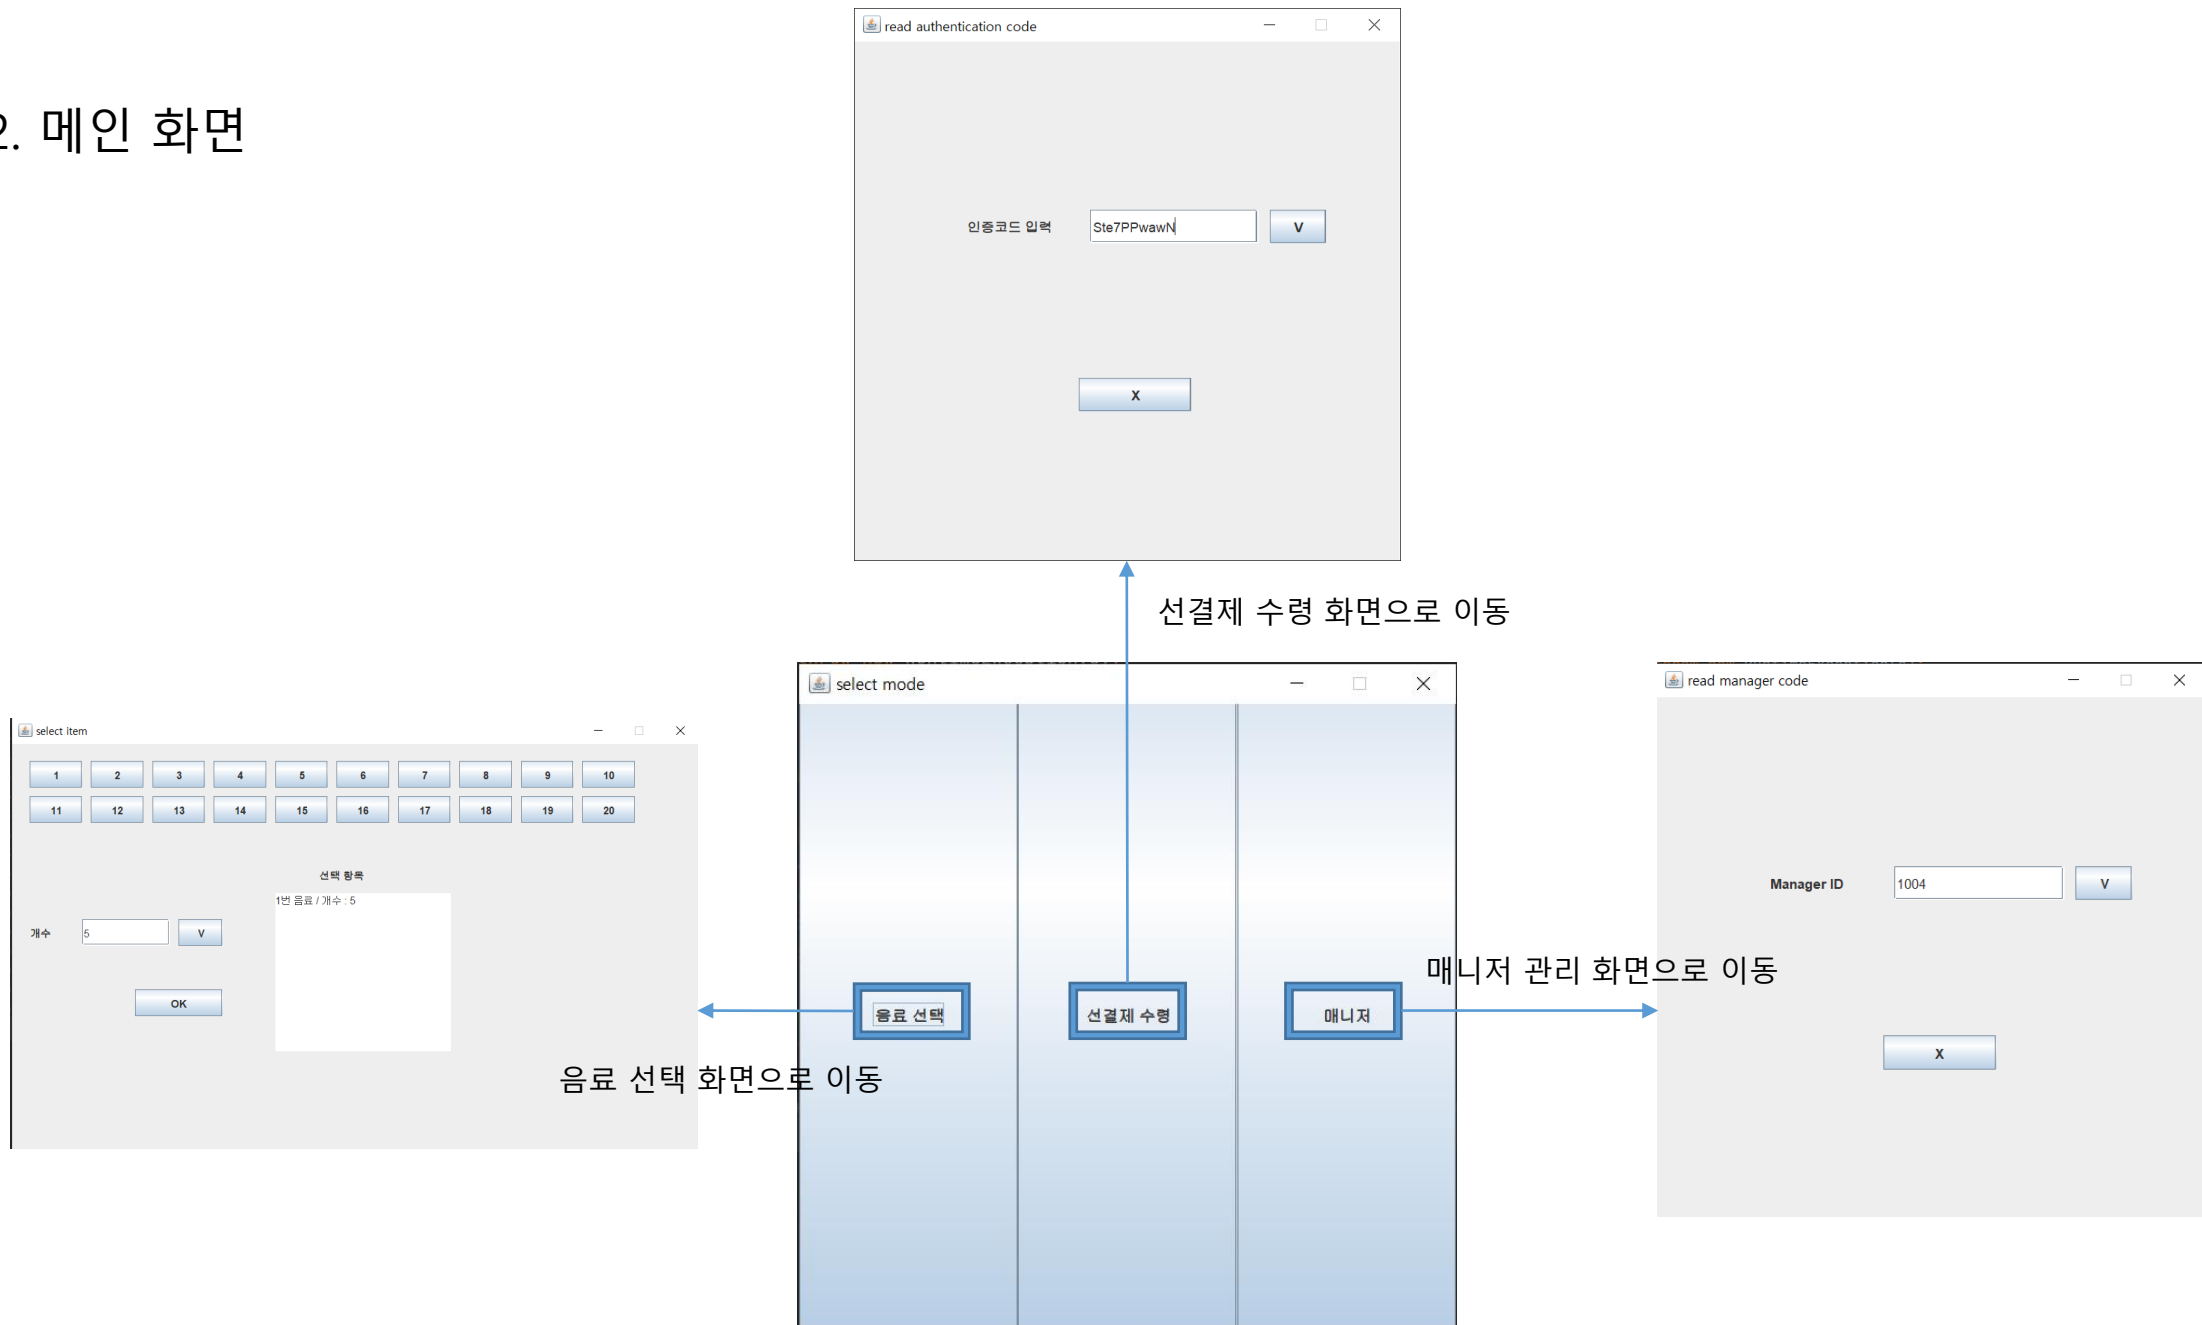 2. 메인 화면
read authentication code
인증코드 입력
Ste7PPwawN
V
X
선결제 수령 화면으로 이동
select item
1 2 3 4 5 6 7 8 9 10
11 12 13 14 15 16 17 18 19 20
선택 항목
1번 음료 / 개수 : 5
개수
5
V
OK
음료 선택 화면으로 이동
select mode
음료 선택
선결제 수령
매니저
매니저 관리 화면으로 이동
read manager code
Manager ID
1004
V
X